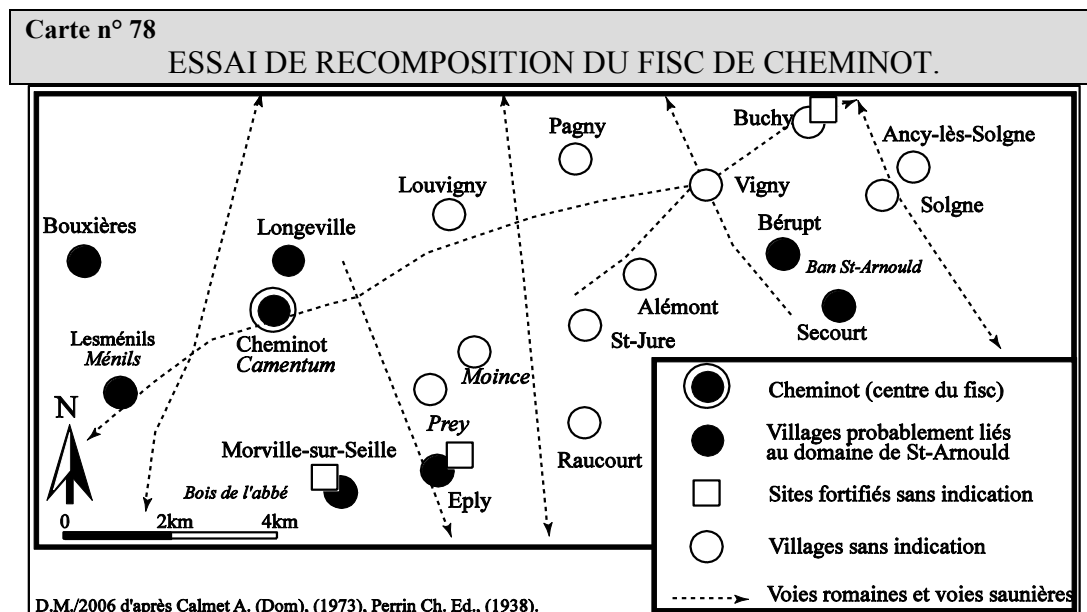 Carte n° 78
ESSAI DE RECOMPOSITION DU FISC DE CHEMINOT.
Pagny
Buchy
Ancy-lès-Solgne
Louvigny
Vigny
Solgne
Bouxières
Longeville
Bérupt
Ban St-Arnould
Alémont
Lesménils
Ménils
Cheminot
Camentum
St-Jure
Secourt
Moince
N
Prey
Morville-sur-Seille
Raucourt
Bois de l'abbé
Eply
0 2km 4km
Cheminot (centre du fisc)
Villages probablement liés
au domaine de St-Arnould
Sites fortifiés sans indication
Villages sans indication
Voies romaines et voies saunières
D.M./2006 d'après Calmet A. (Dom), (1973), Perrin Ch. Ed., (1938).